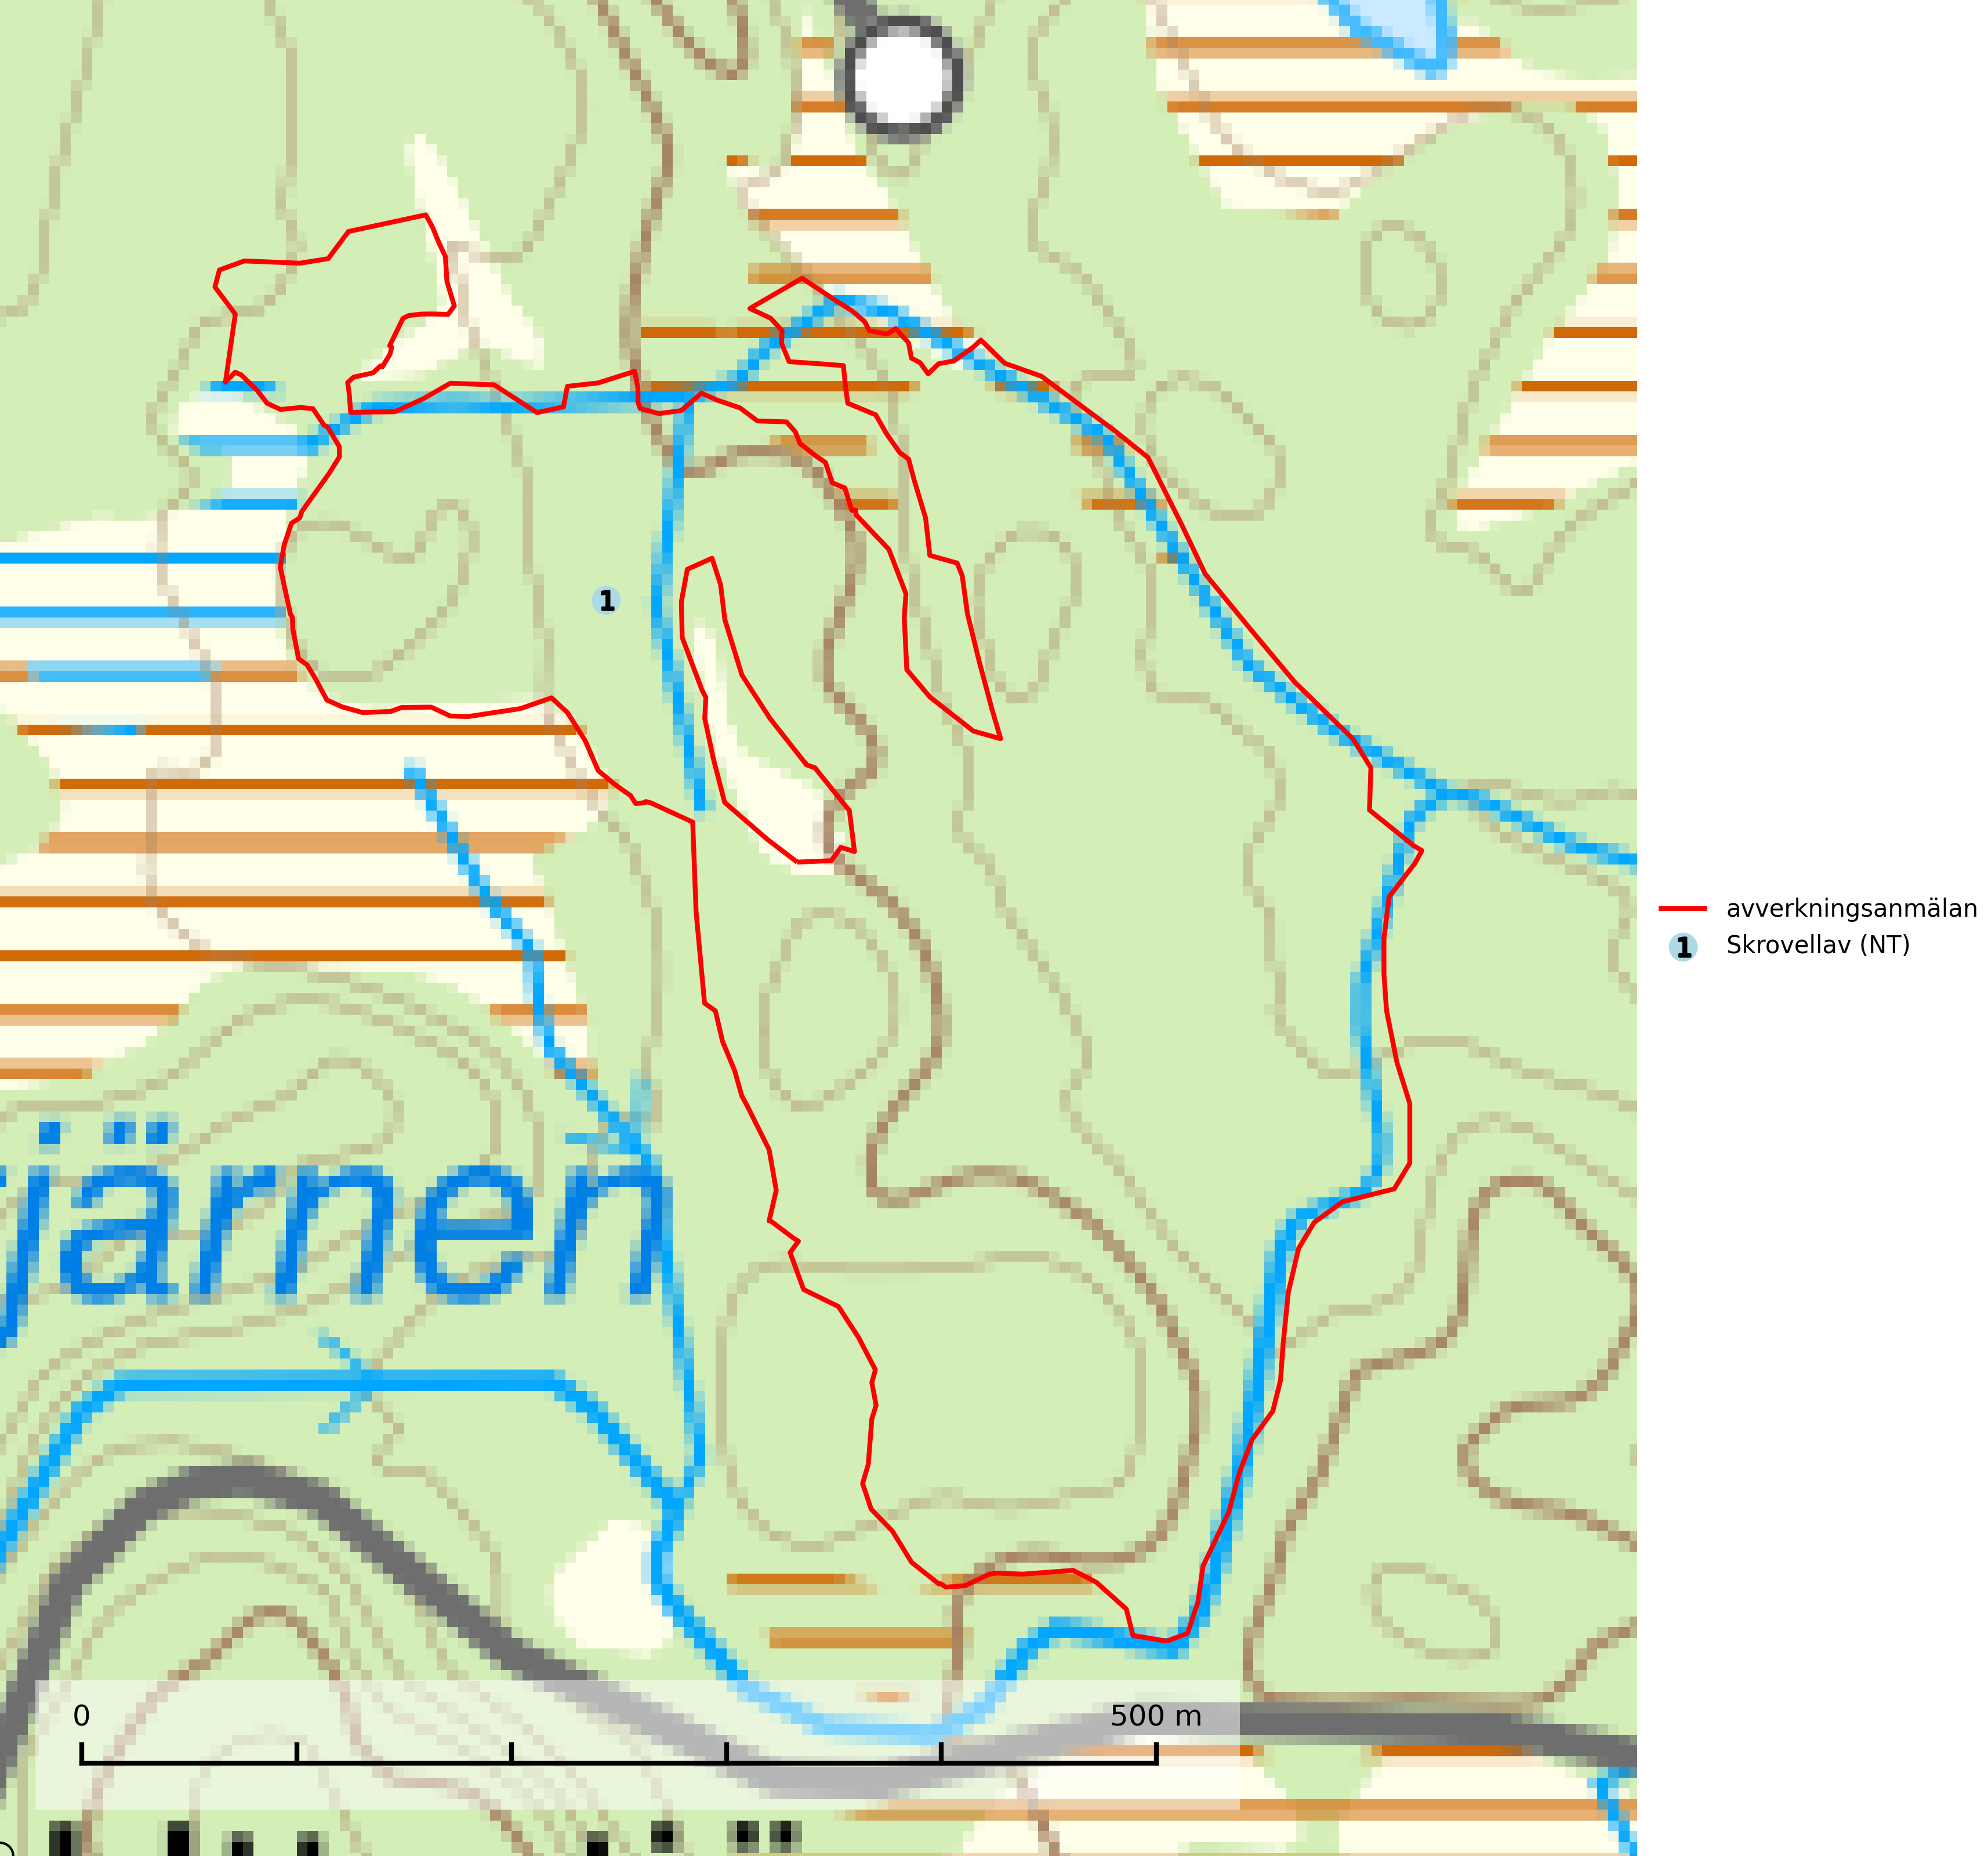 1
avverkningsanmälan
1 Skrovellav (NT)
järnen
0 500 m